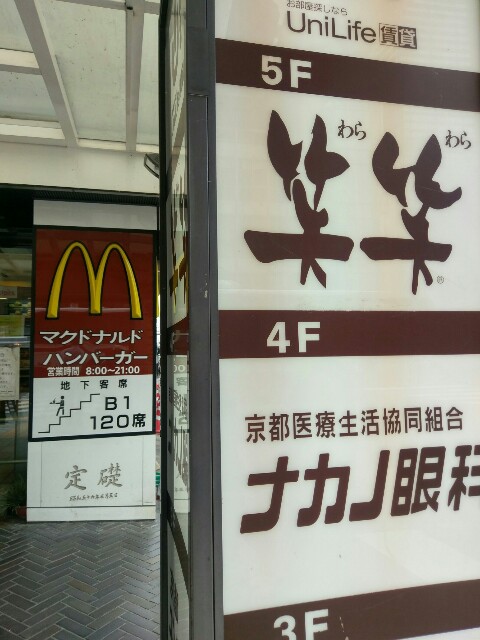 お部屋探しなら
UniLife賃貸
5F
笑笑
わら わら
®
4F
京都医療生活協同組合
ナカノ眼科
3F
M
マクドナルド
ハンバーガー
営業時間 8:00〜21:00
地下客席
B1
120席
定礎